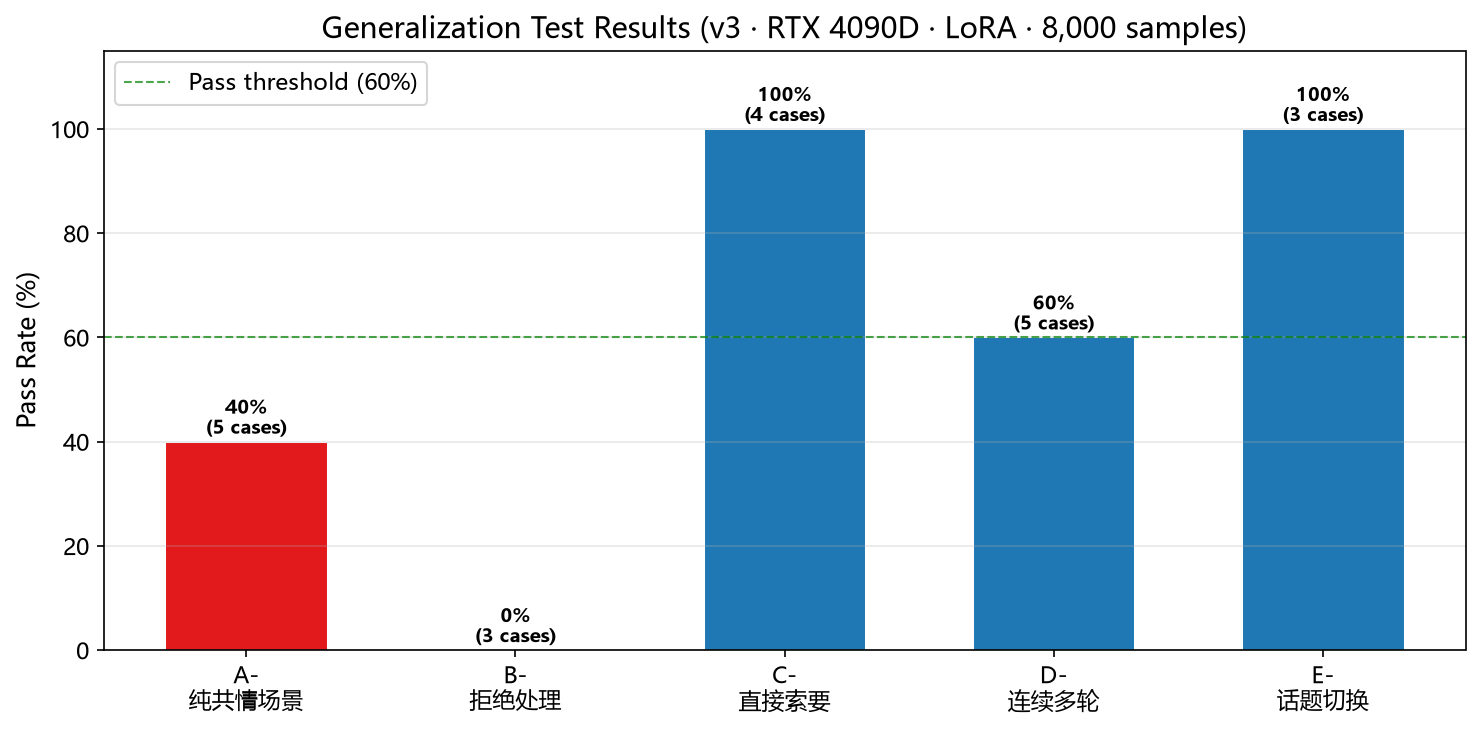 Generalization Test Results (v3 · RTX 4090D · LoRA · 8,000 samples)
Pass threshold (60%)
Pass Rate (%)
100
80
60
40
20
0
40%
(5 cases)
0%
(3 cases)
100%
(4 cases)
60%
(5 cases)
100%
(3 cases)
A-
纯共情场景
B-
拒绝处理
C-
直接索要
D-
连续多轮
E-
话题切换